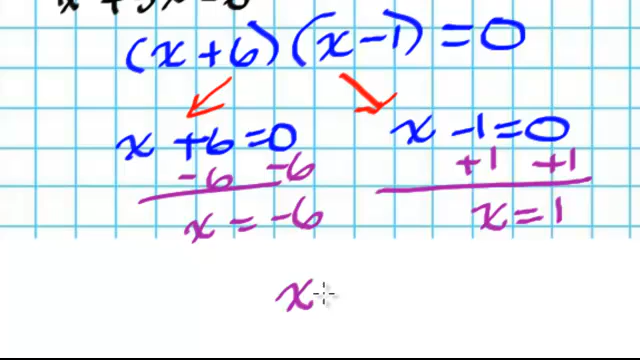 (x+6)(x-1)=0
x+6=0 x-1=0
-6 -6 +1 +1
x=-6 x=1
x